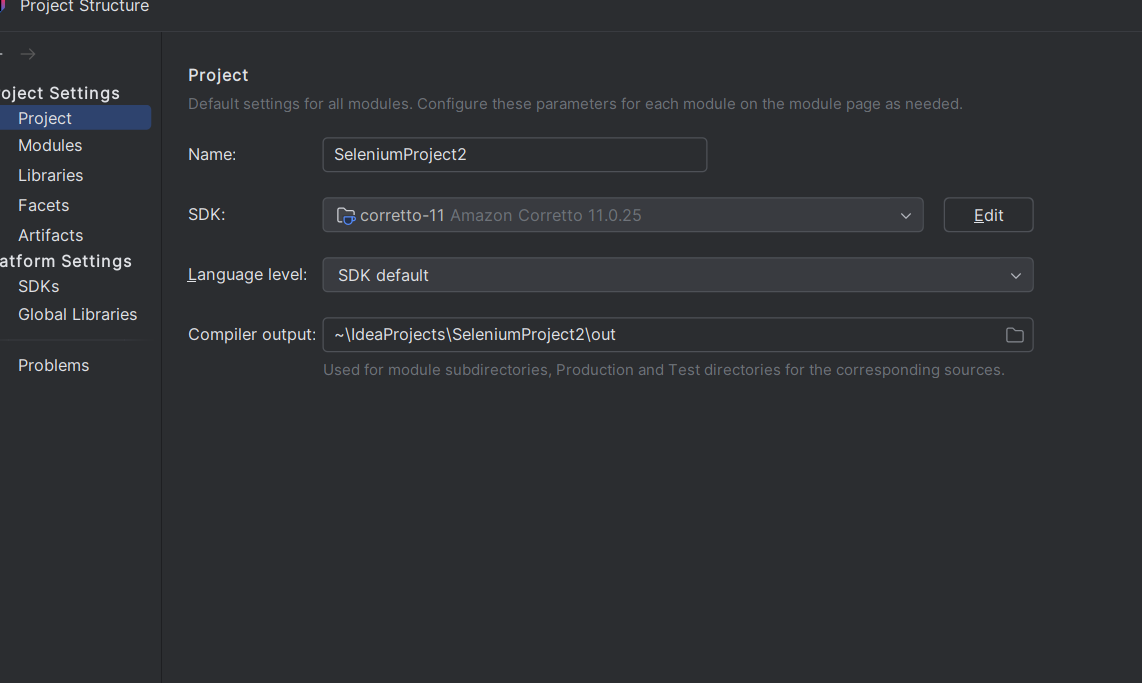 Project Structure
oject Settings
Project
Modules
Libraries
Facets
Artifacts
atform Settings
SDKs
Global Libraries
Problems
Project
Default settings for all modules. Configure these parameters for each module on the module page as needed.
Name: SeleniumProject2
SDK: corretto-11 Amazon Corretto 11.0.25 Edit
Language level: SDK default
Compiler output: ~\IdeaProjects\SeleniumProject2\out
Used for module subdirectories, Production and Test directories for the corresponding sources.